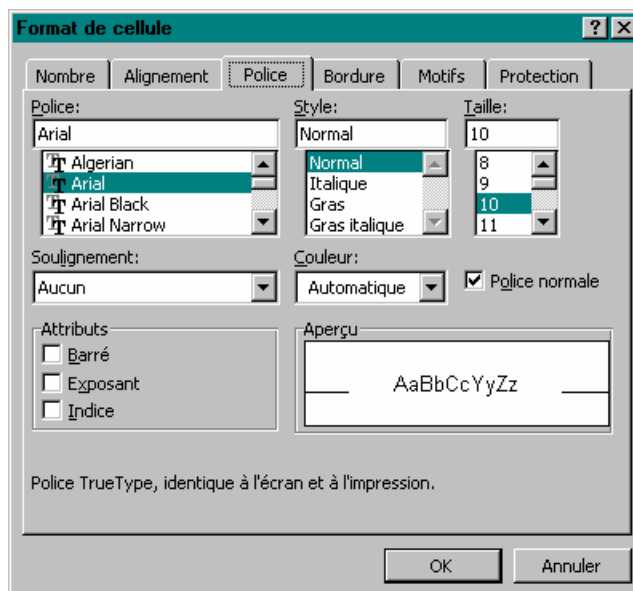 Format de cellule
Nombre Alignement Police Bordure Motifs Protection
Police: Style: Taille:
Arial Normal 10
Algerian Normal 8
Arial Italique 9
Arial Black Gras 10
Arial Narrow Gras italique 11
Soulignement: Couleur:
Aucun Automatique Police normale
Attributs Aperçu
Barré
Exposant AaBbCcYyZz
Indice
Police TrueType, identique à l'écran et à l'impression.
OK Annuler